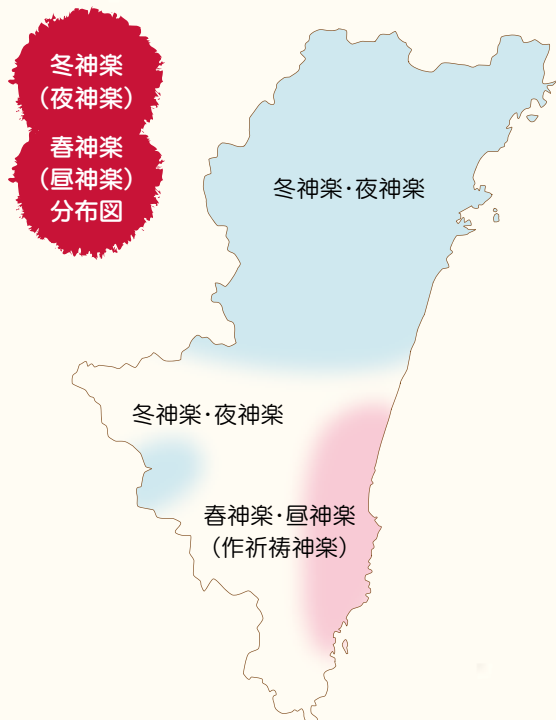 冬神楽
（夜神楽）
春神楽
（昼神楽）
分布図
冬神楽・夜神楽
冬神楽・夜神楽
春神楽・昼神楽
（作祈祷神楽）